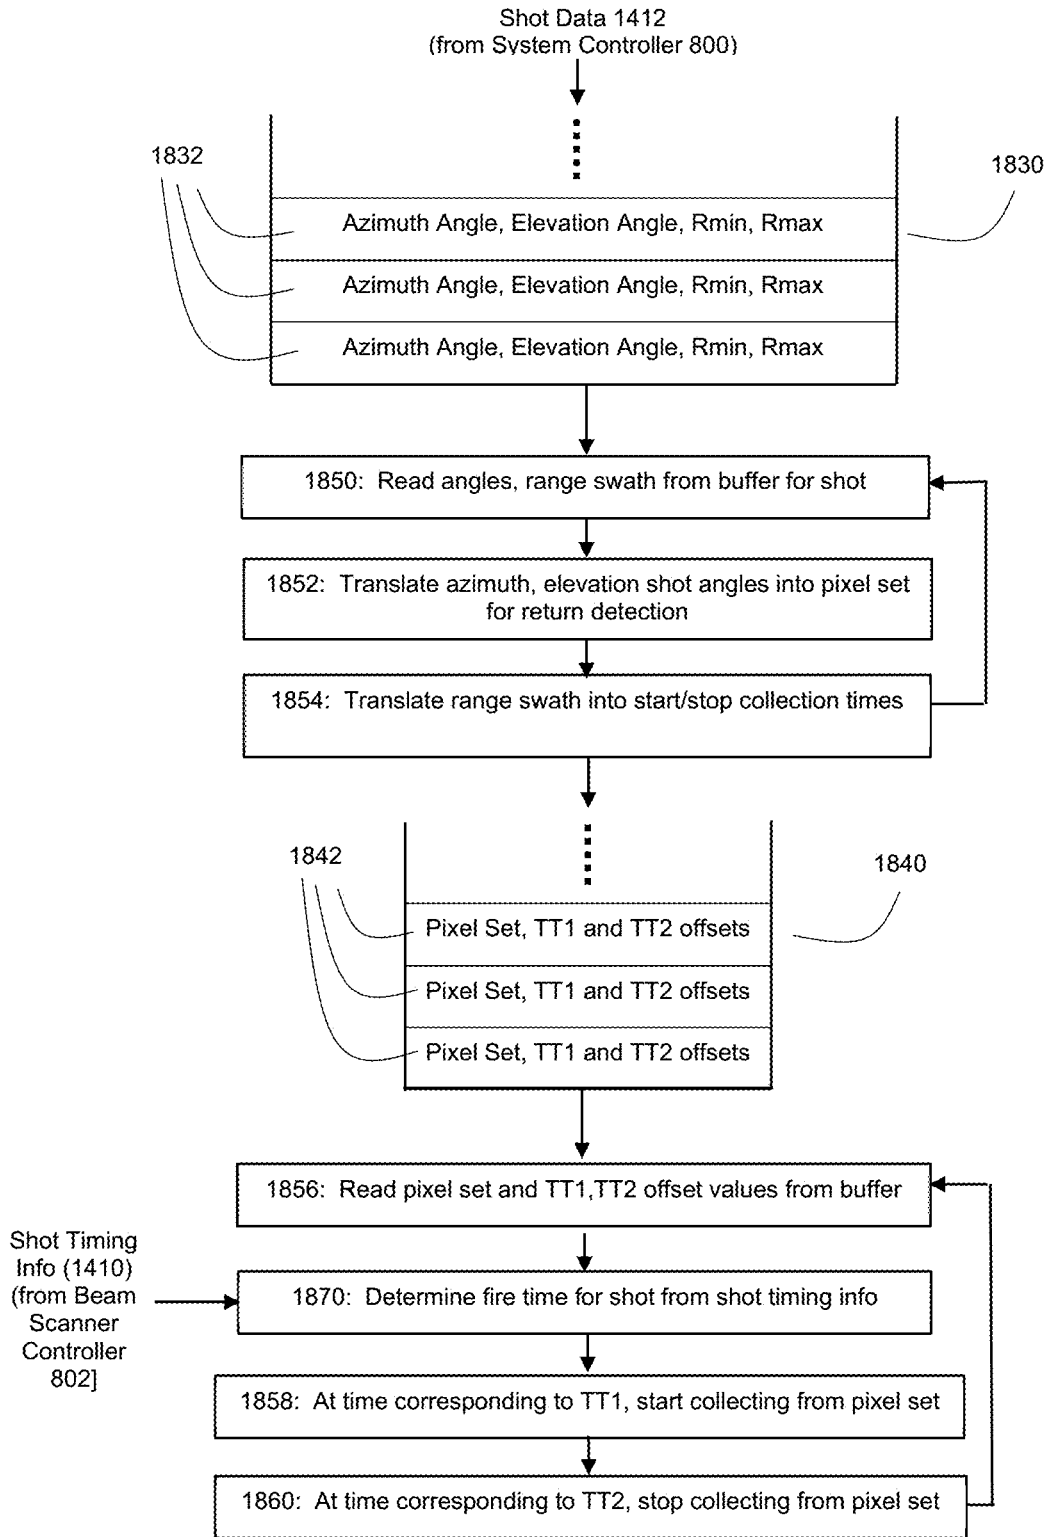 Shot Data 1412
(from System Controller 800)
1832
1830
Azimuth Angle, Elevation Angle, Rmin, Rmax
Azimuth Angle, Elevation Angle, Rmin, Rmax
Azimuth Angle, Elevation Angle, Rmin, Rmax
1850: Read angles, range swath from buffer for shot
1852: Translate azimuth, elevation shot angles into pixel set
for return detection
1854: Translate range swath into start/stop collection times
1842
1840
Pixel Set, TT1 and TT2 offsets
Pixel Set, TT1 and TT2 offsets
Pixel Set, TT1 and TT2 offsets
1856: Read pixel set and TT1,TT2 offset values from buffer
Shot Timing
Info (1410)
(from Beam
Scanner
Controller
802]
1870: Determine fire time for shot from shot timing info
1858: At time corresponding to TT1, start collecting from pixel set
1860: At time corresponding to TT2, stop collecting from pixel set